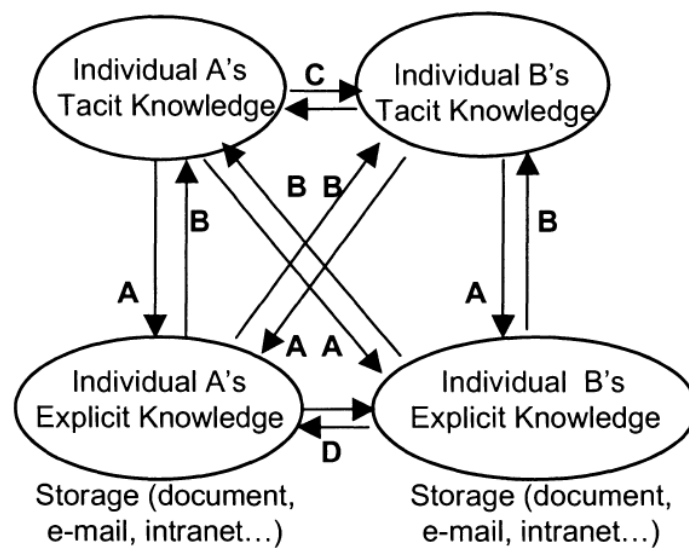 Individual A's
Tacit Knowledge
C
Individual B's
Tacit Knowledge
B B
B
B
A
A
A A
Individual A's
Explicit Knowledge
Individual B's
Explicit Knowledge
D
Storage (document,
e-mail, intranet…)
Storage (document,
e-mail, intranet…)